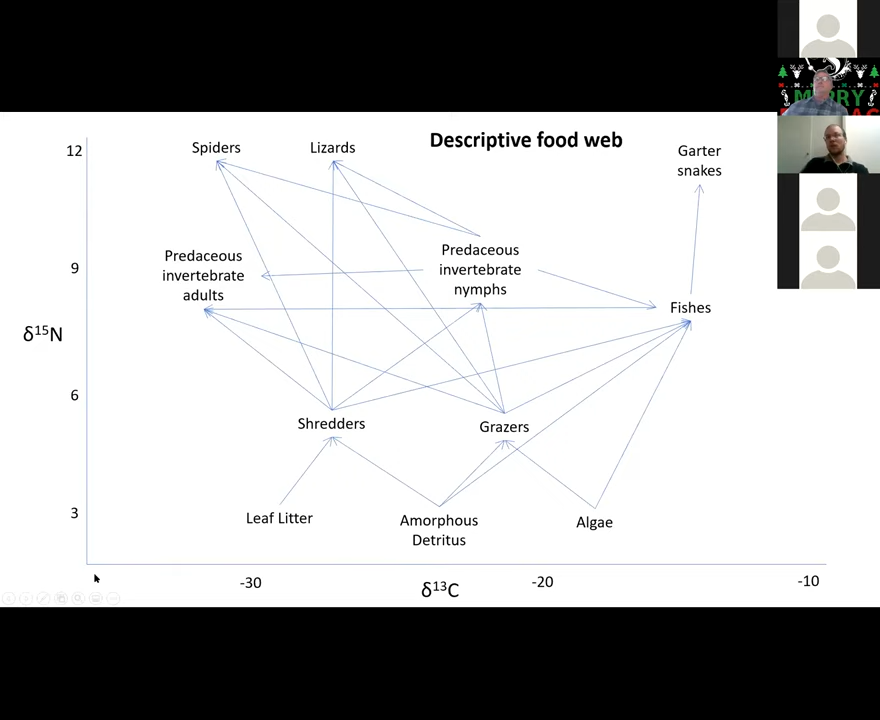 Descriptive food web
12
Spiders
Lizards
Garter
snakes
Predaceous
invertebrate
adults
Predaceous
invertebrate
nymphs
9
Fishes
δ¹⁵N
6
Shredders
Grazers
3
Leaf Litter
Amorphous
Detritus
Algae
-30
δ¹³C
-20
-10